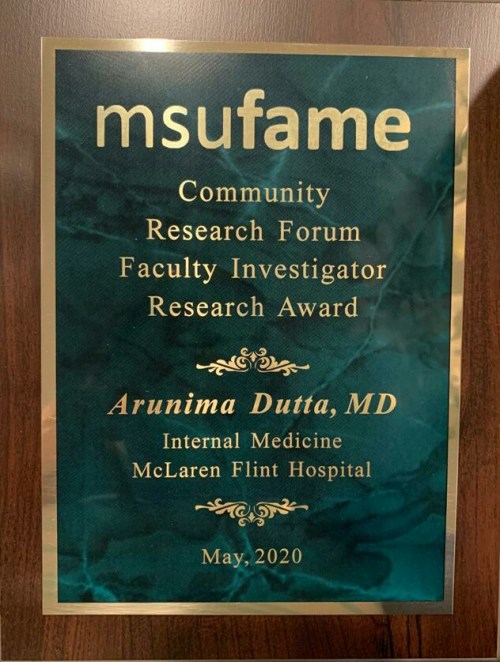 msufame
Community
Research Forum
Faculty Investigator
Research Award
Arunima Dutta, MD
Internal Medicine
McLaren Flint Hospital
May, 2020